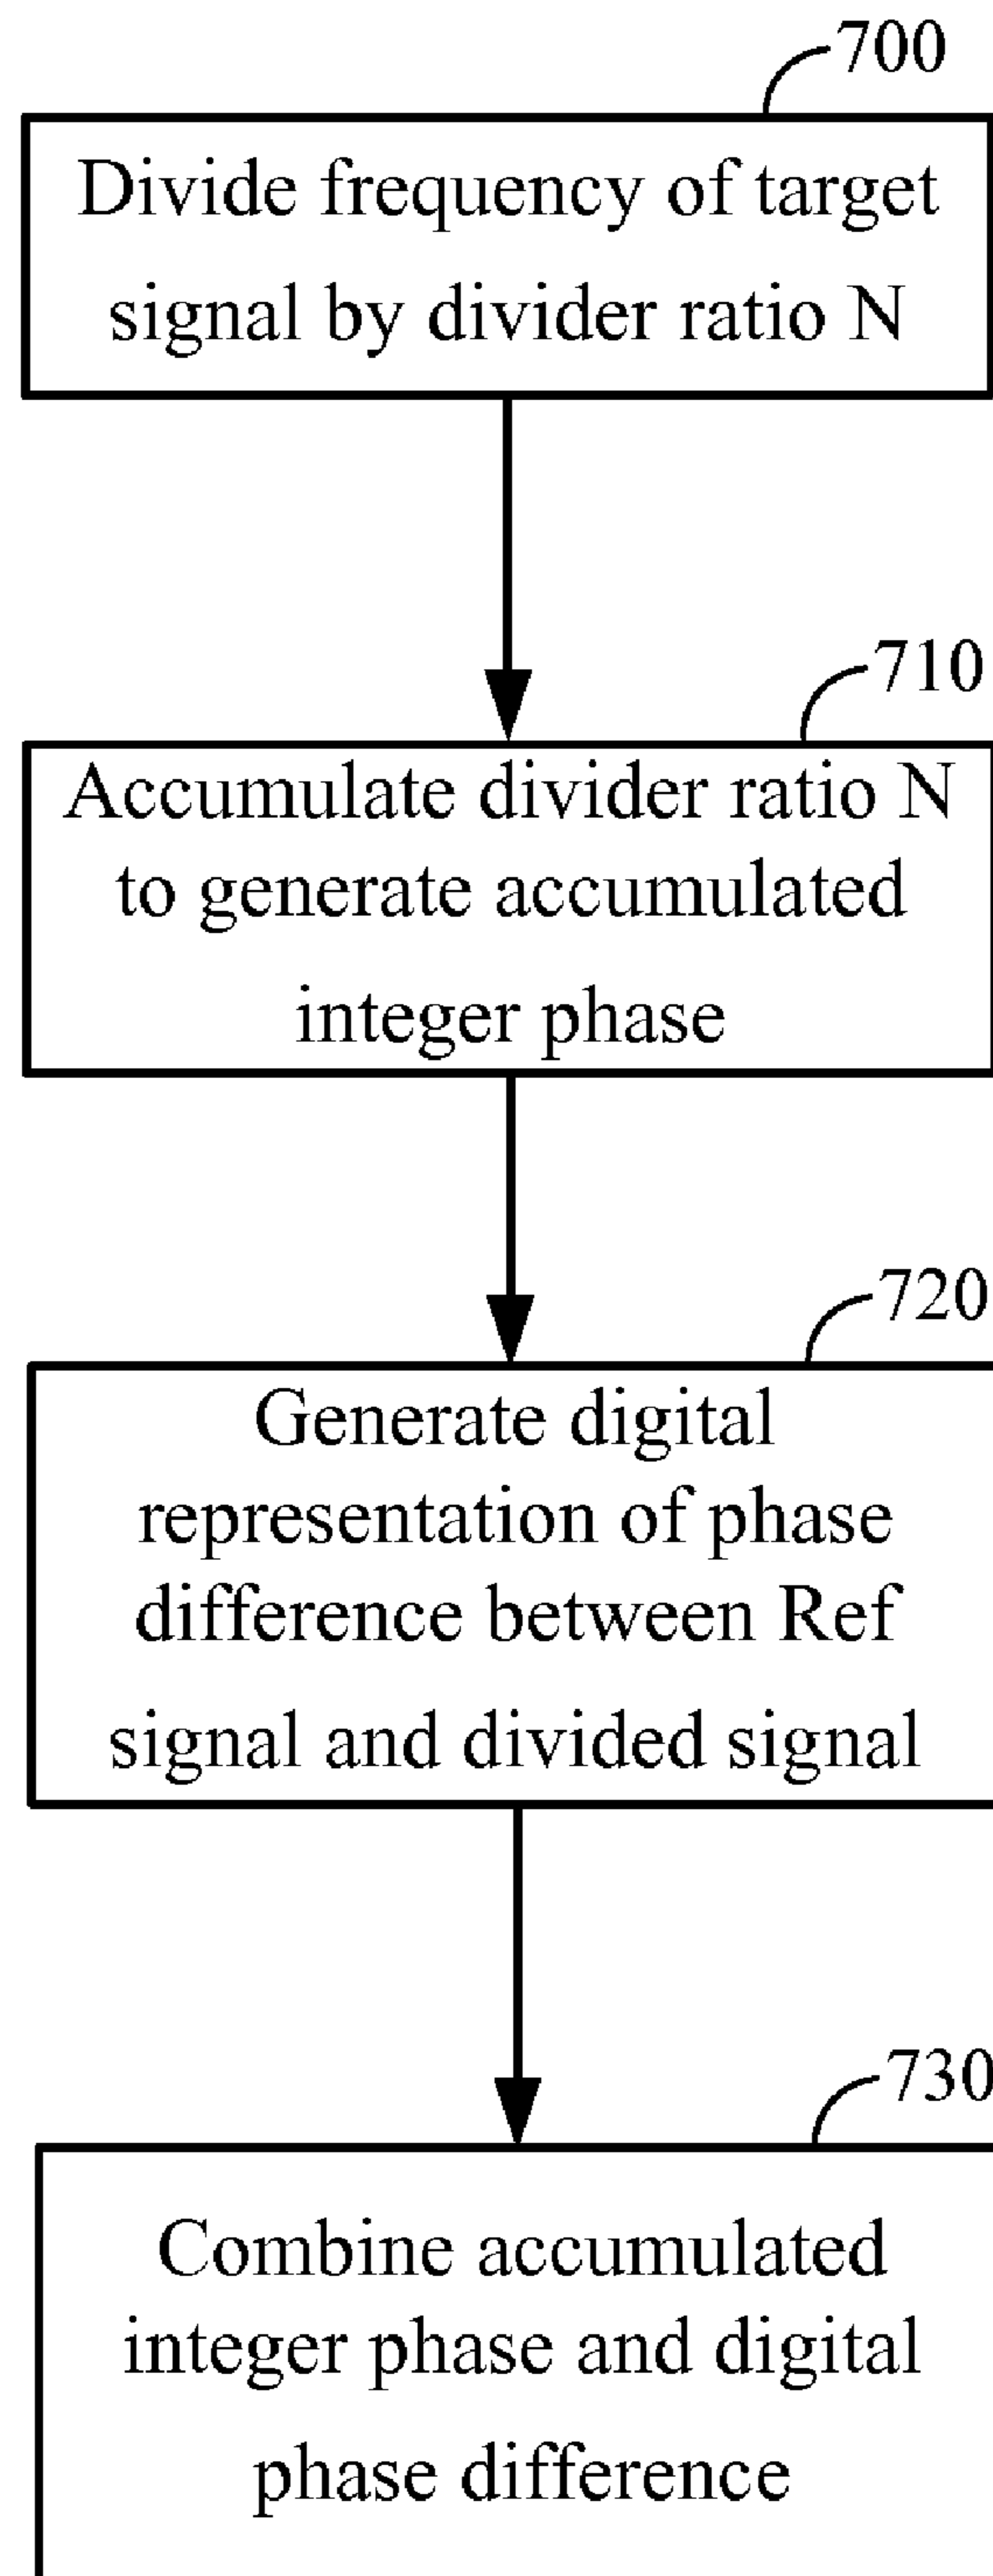 700
Divide frequency of target
signal by divider ratio N
710
Accumulate divider ratio N
to generate accumulated
integer phase
720
Generate digital
representation of phase
difference between Ref
signal and divided signal
730
Combine accumulated
integer phase and digital
phase difference